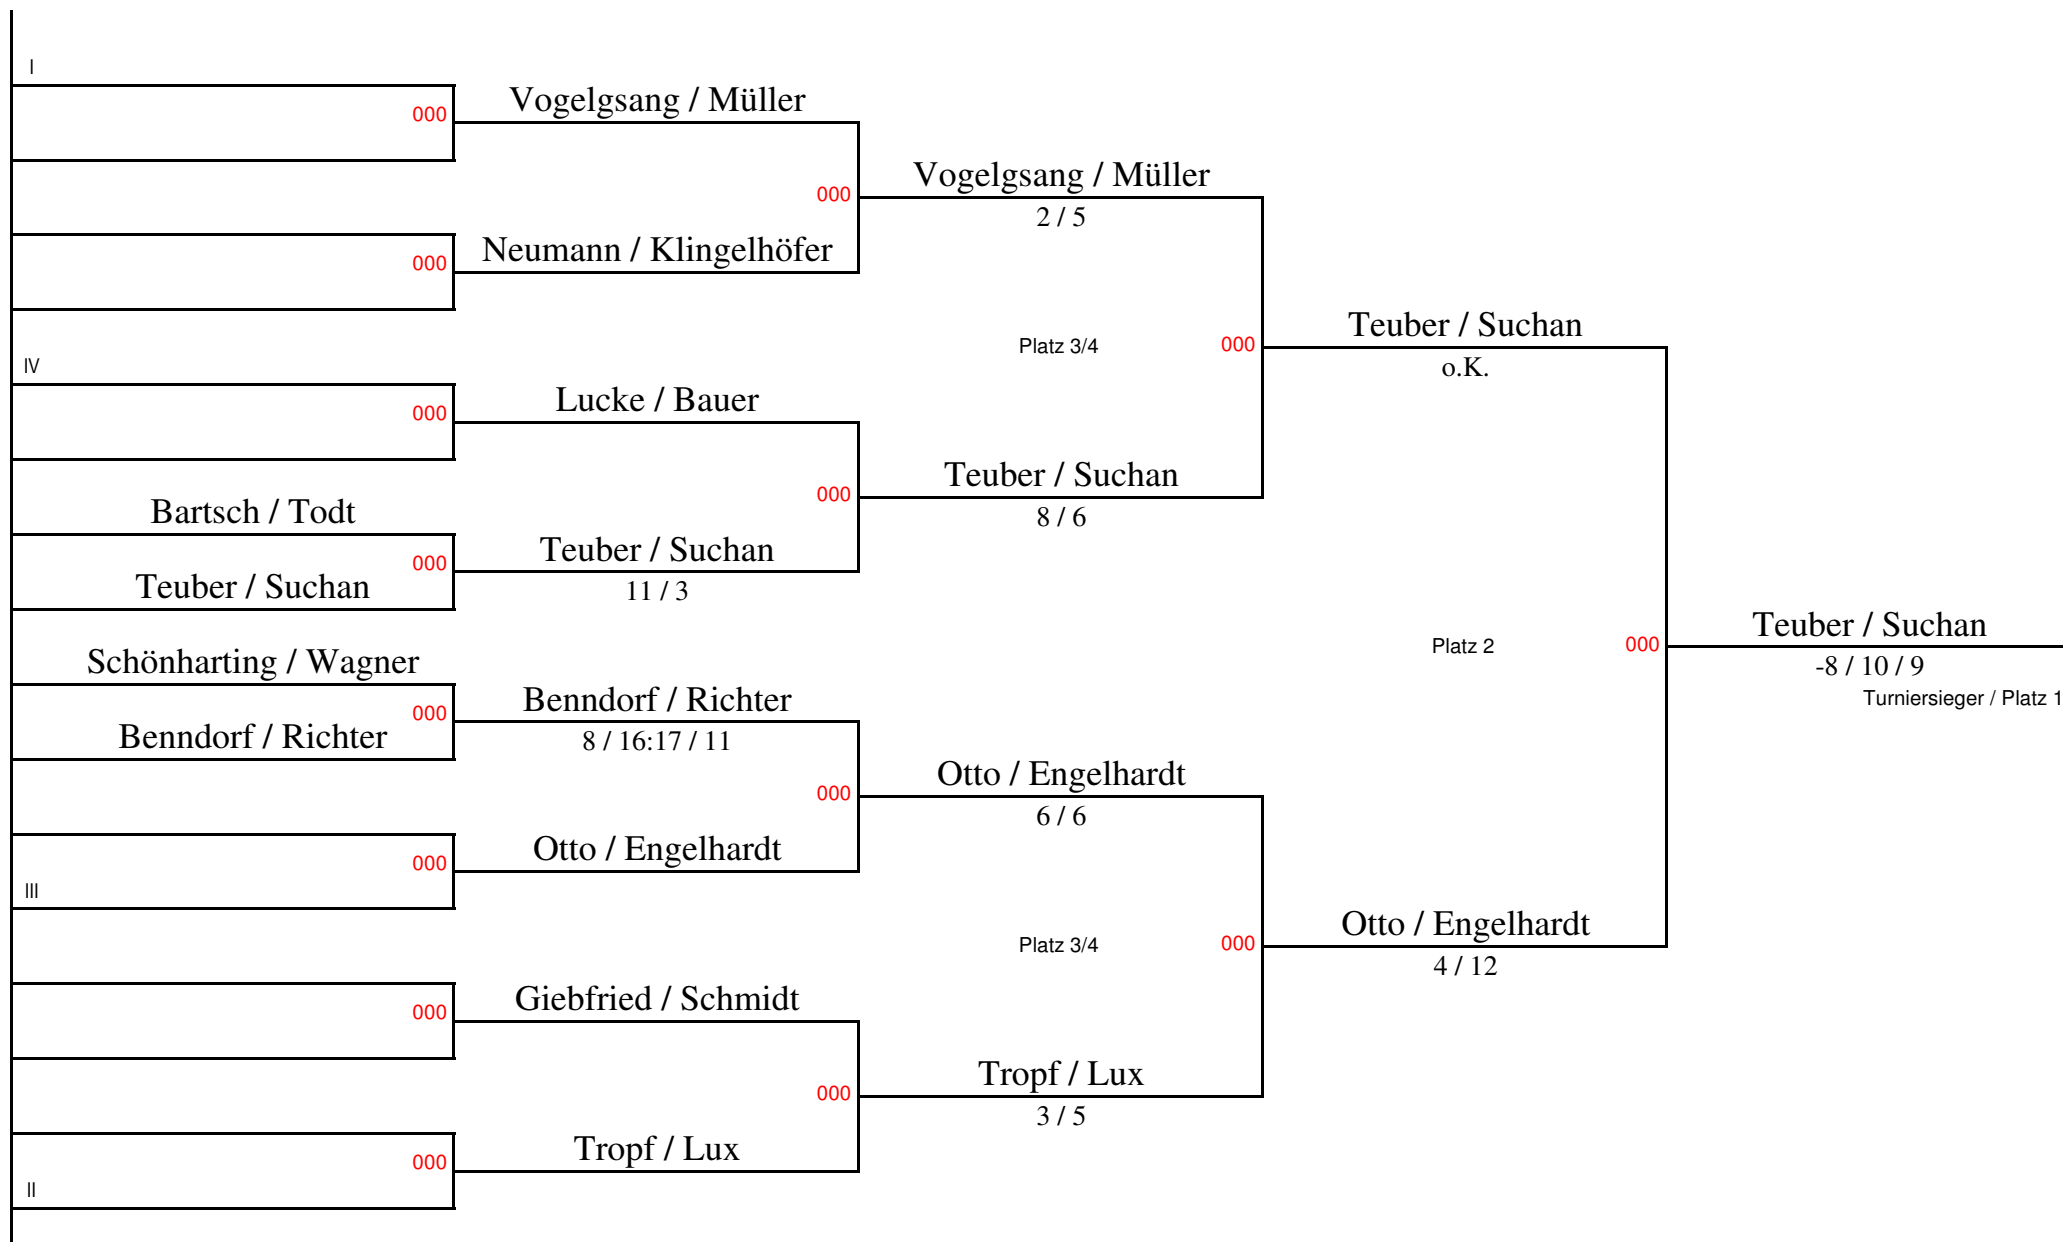 I
000
Vogelgsang / Müller
000
Vogelgsang / Müller
2 / 5
000
Neumann / Klingelhöfer
Platz 3/4
000
Teuber / Suchan
o.K.
IV
000
Lucke / Bauer
000
Teuber / Suchan
8 / 6
Bartsch / Todt
000
Teuber / Suchan
11 / 3
Teuber / Suchan
Platz 2
000
Teuber / Suchan
-8 / 10 / 9
Turniersieger / Platz 1
Schönharting / Wagner
000
Benndorf / Richter
8 / 16:17 / 11
Benndorf / Richter
000
Otto / Engelhardt
6 / 6
000
Otto / Engelhardt
III
Platz 3/4
000
Otto / Engelhardt
4 / 12
000
Giebfried / Schmidt
000
Tropf / Lux
3 / 5
000
Tropf / Lux
II